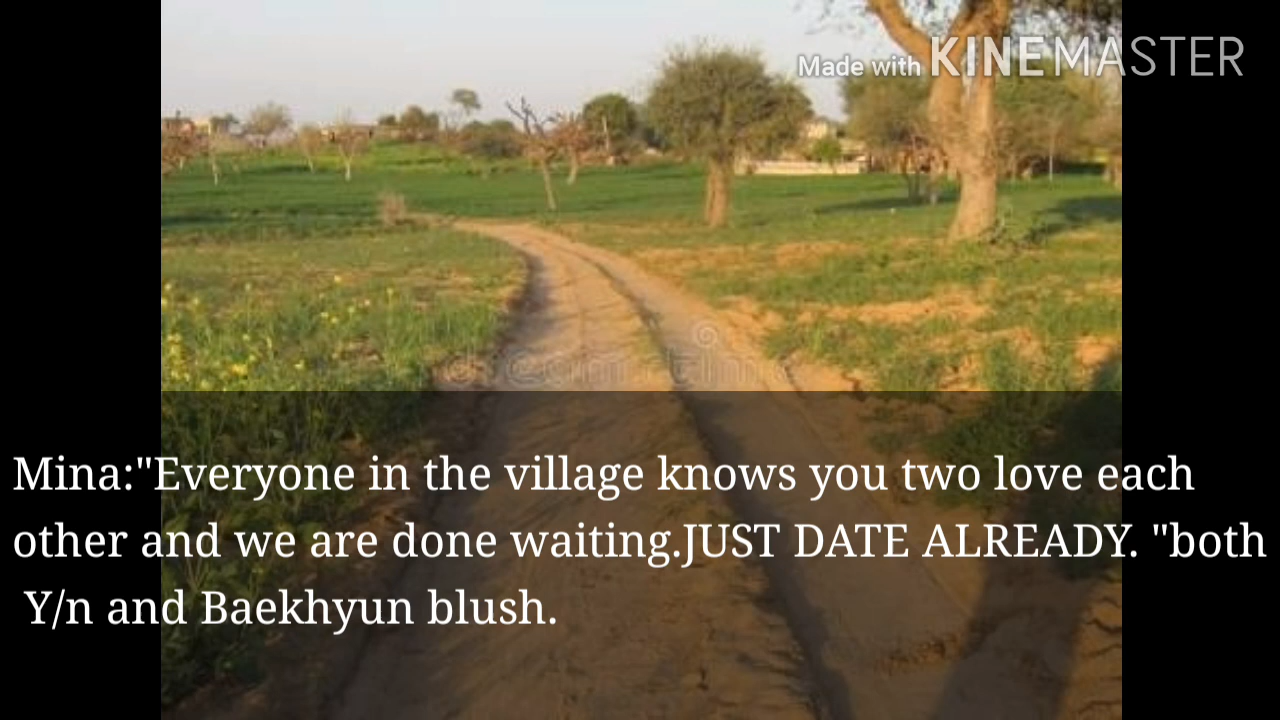 Made with KINEMASTER
dreamstime
Mina:"Everyone in the village knows you two love each
other and we are done waiting.JUST DATE ALREADY. "both
Y/n and Baekhyun blush.